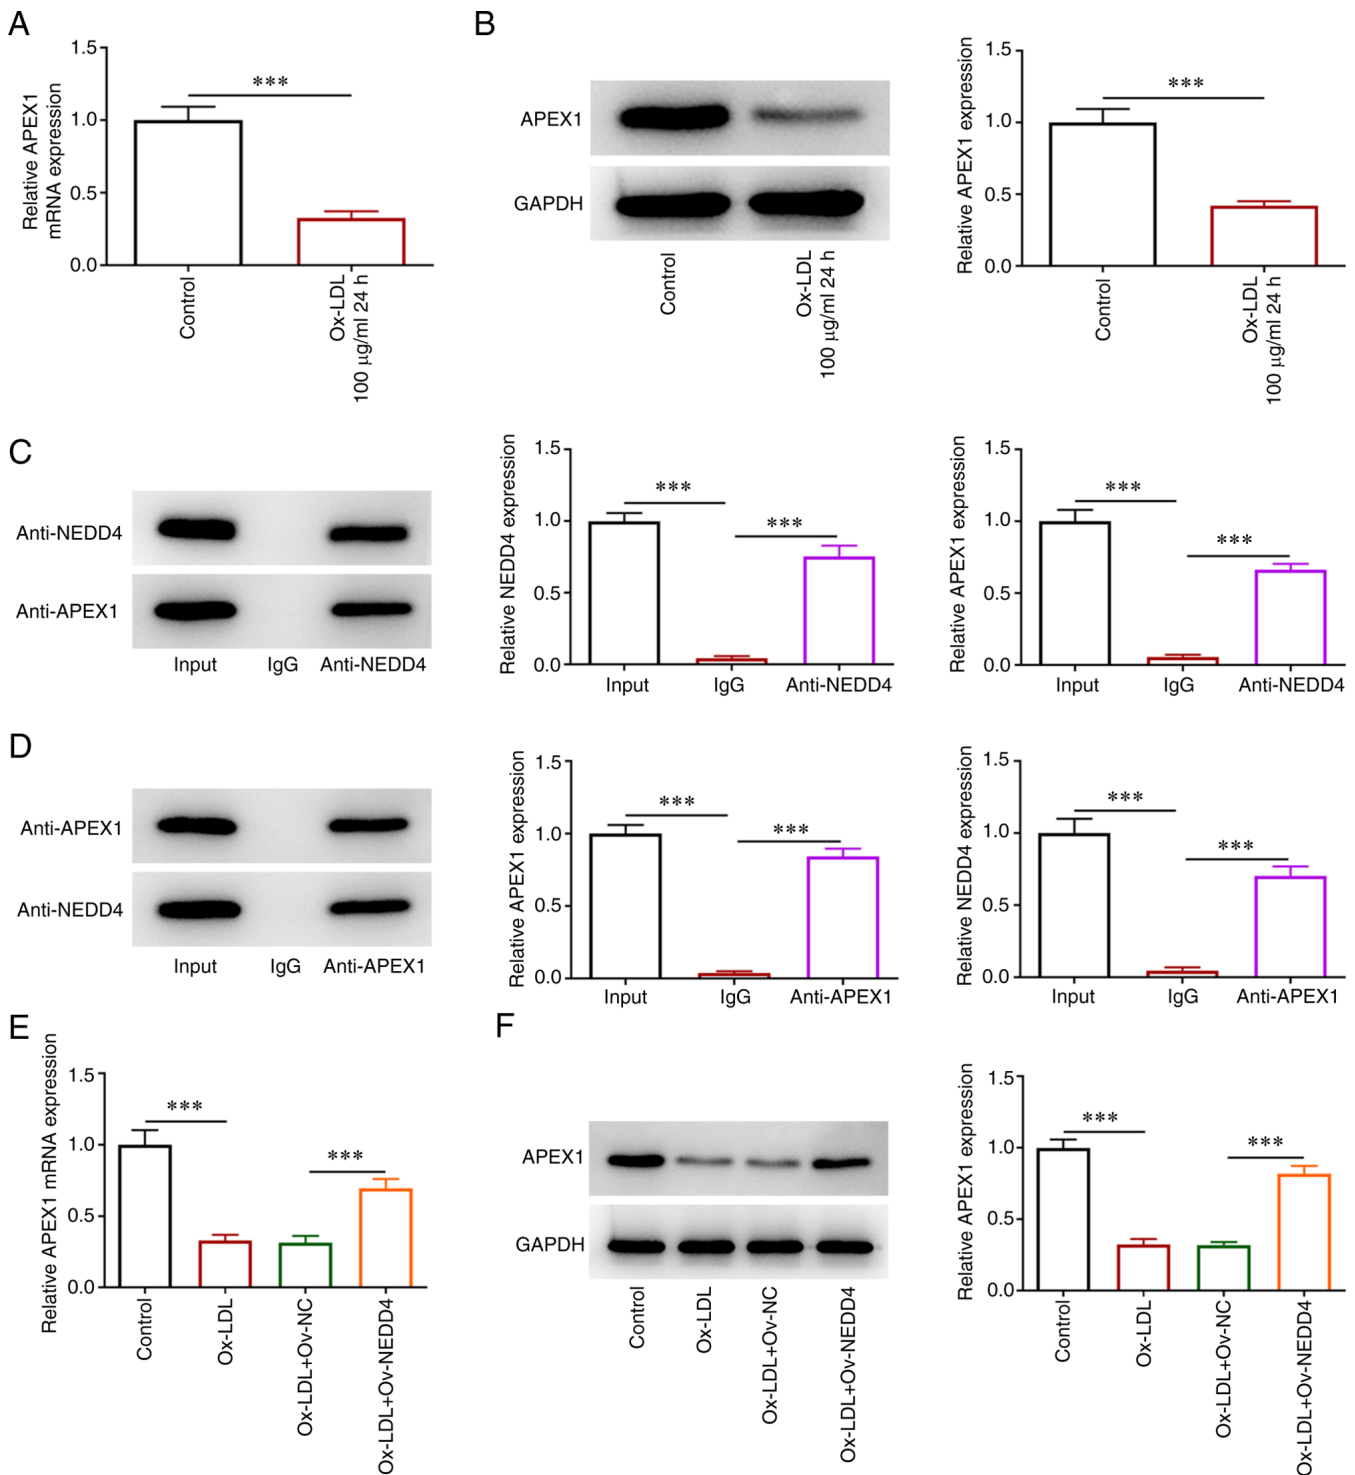 A
Relative APEX1
mRNA expression
1.5
1.0
0.5
0.0
***
Control
Ox-LDL
100 µg/ml 24 h
B
APEX1
GAPDH
Control
Ox-LDL
100 µg/ml 24 h
Relative APEX1 expression
1.5
1.0
0.5
0.0
***
Control
Ox-LDL
100 µg/ml 24 h
C
Anti-NEDD4
Anti-APEX1
Input IgG Anti-NEDD4
Relative NEDD4 expression
1.5
1.0
0.5
0.0
***
***
Input IgG Anti-NEDD4
Relative APEX1 expression
1.5
1.0
0.5
0.0
***
***
Input IgG Anti-NEDD4
D
Anti-APEX1
Anti-NEDD4
Input IgG Anti-APEX1
Relative APEX1 expression
1.5
1.0
0.5
0.0
***
***
Input IgG Anti-APEX1
Relative NEDD4 expression
1.5
1.0
0.5
0.0
***
***
Input IgG Anti-APEX1
E
Relative APEX1 mRNA expression
1.5
1.0
0.5
0.0
***
***
Control
Ox-LDL
Ox-LDL+Ov-NC
Ox-LDL+Ov-NEDD4
F
APEX1
GAPDH
Control
Ox-LDL
Ox-LDL+Ov-NC
Ox-LDL+Ov-NEDD4
Relative APEX1 expression
1.5
1.0
0.5
0.0
***
***
Control
Ox-LDL
Ox-LDL+Ov-NC
Ox-LDL+Ov-NEDD4